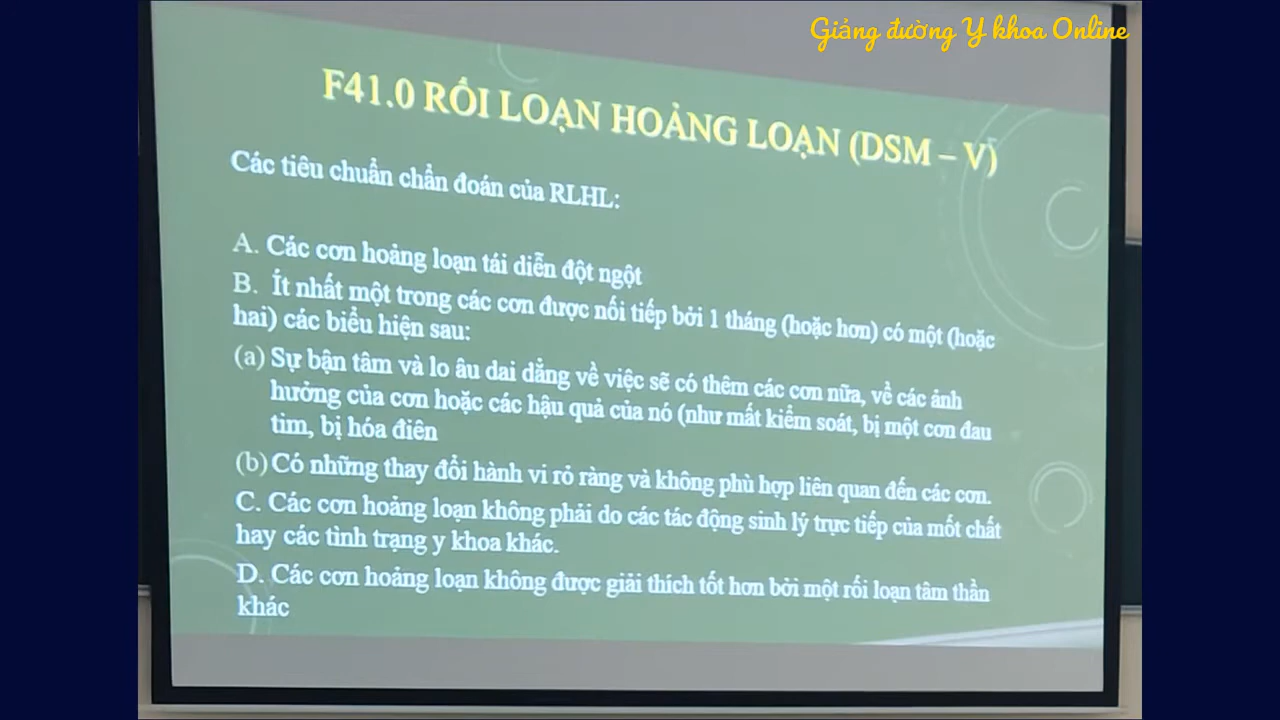 Giảng đường Y khoa Online
F41.0 RỐI LOẠN HOẢNG LOẠN (DSM – V)
Các tiêu chuẩn chẩn đoán của RLHL:
A. Các cơn hoảng loạn tái diễn đột ngột
B. Ít nhất một trong các cơn được nối tiếp bởi 1 tháng (hoặc hơn) có một (hoặc
hai) các biểu hiện sau:
(a) Sự bận tâm và lo âu dai dẳng về việc sẽ có thêm các cơn nữa, về các ảnh
hưởng của cơn hoặc các hậu quả của nó (như mất kiểm soát, bị một cơn đau
tim, bị hóa điên
(b) Có những thay đổi hành vi rỏ ràng và không phù hợp liên quan đến các cơn.
C. Các cơn hoảng loạn không phải do các tác động sinh lý trực tiếp của mốt chất
hay các tình trạng y khoa khác.
D. Các cơn hoảng loạn không được giải thích tốt hơn bởi một rối loạn tâm thần
khác